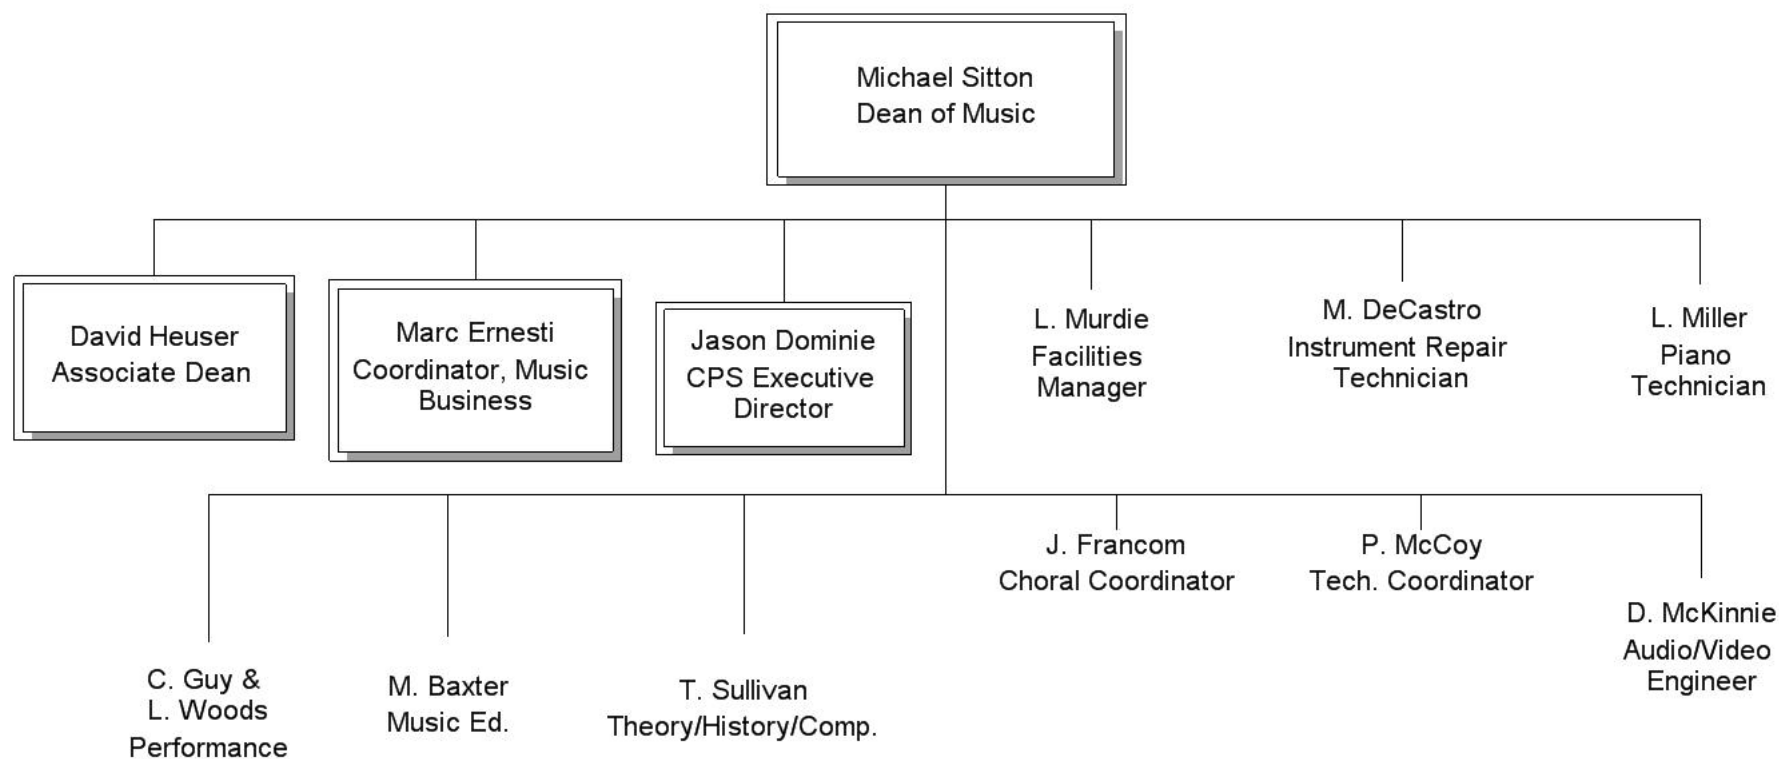 Michael Sitton
Dean of Music
David Heuser
Associate Dean
Marc Ernesti
Coordinator, Music
Business
Jason Dominie
CPS Executive
Director
L. Murdie
Facilities
Manager
M. DeCastro
Instrument Repair
Technician
L. Miller
Piano
Technician
C. Guy &
L. Woods
Performance
M. Baxter
Music Ed.
T. Sullivan
Theory/History/Comp.
J. Francom
Choral Coordinator
P. McCoy
Tech. Coordinator
D. McKinnie
Audio/Video
Engineer